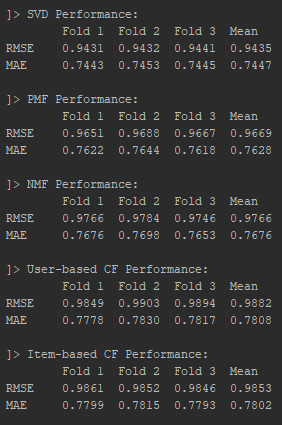 ]> SVD Performance:
Fold 1 Fold 2 Fold 3 Mean
RMSE 0.9431 0.9432 0.9441 0.9435
MAE 0.7443 0.7453 0.7445 0.7447
]> PMF Performance:
Fold 1 Fold 2 Fold 3 Mean
RMSE 0.9651 0.9688 0.9667 0.9669
MAE 0.7622 0.7644 0.7618 0.7628
]> NMF Performance:
Fold 1 Fold 2 Fold 3 Mean
RMSE 0.9766 0.9784 0.9746 0.9766
MAE 0.7676 0.7698 0.7653 0.7676
]> User-based CF Performance:
Fold 1 Fold 2 Fold 3 Mean
RMSE 0.9849 0.9903 0.9894 0.9882
MAE 0.7778 0.7830 0.7817 0.7808
]> Item-based CF Performance:
Fold 1 Fold 2 Fold 3 Mean
RMSE 0.9861 0.9852 0.9846 0.9853
MAE 0.7799 0.7815 0.7793 0.7802